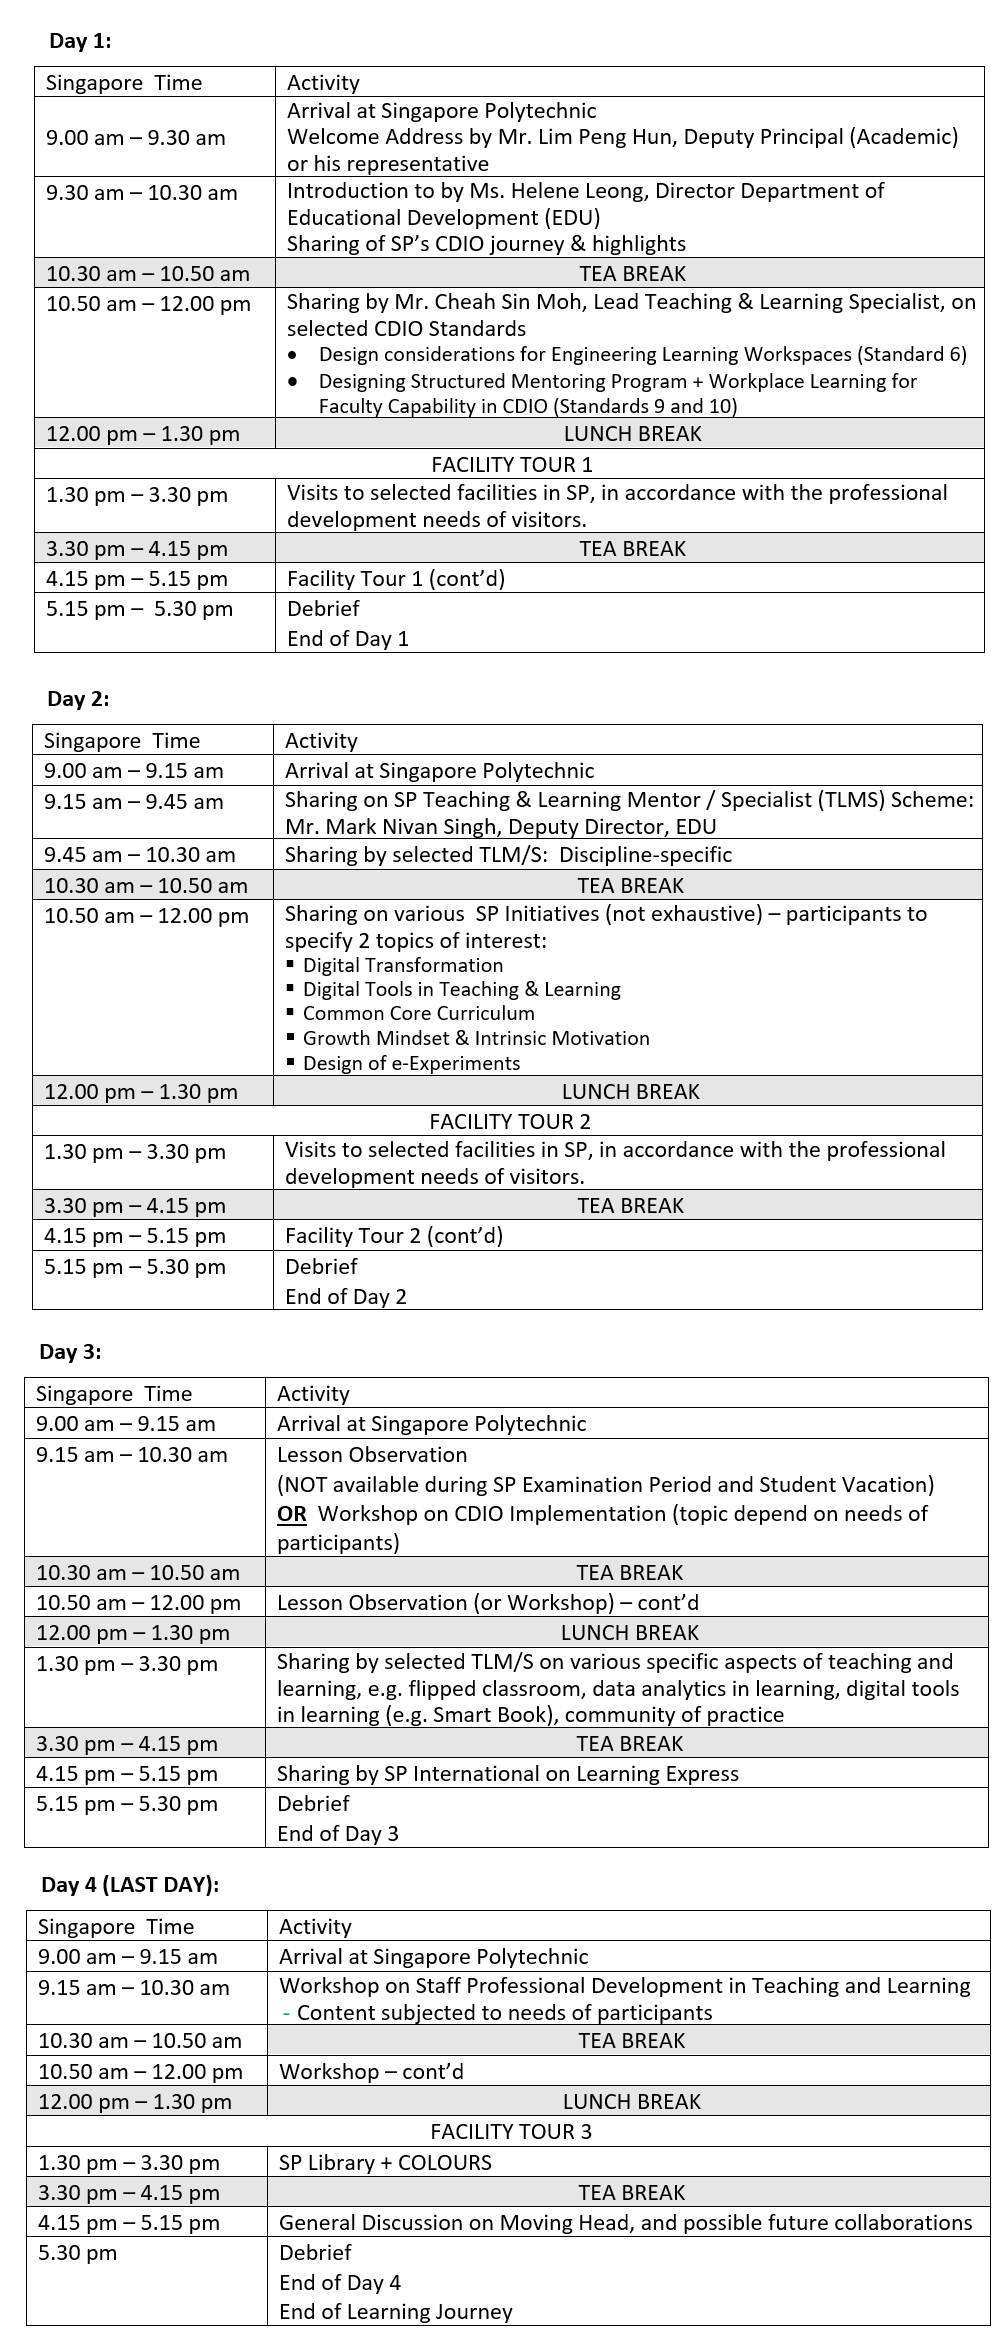 Day 1:
Singapore  Time    Activity
Arrival at Singapore Polytechnic
9.00 am – 9.30 am    Welcome Address by Mr. Lim Peng Hun, Deputy Principal (Academic)
or his representative
9.30 am – 10.30 am    Introduction to by Ms. Helene Leong, Director Department of
Educational Development (EDU)
Sharing of SP’s CDIO journey & highlights
10.30 am – 10.50 am    TEA BREAK
10.50 am – 12.00 pm    Sharing by Mr. Cheah Sin Moh, Lead Teaching & Learning Specialist, on
selected CDIO Standards
● Design considerations for Engineering Learning Workspaces (Standard 6)
● Designing Structured Mentoring Program + Workplace Learning for
Faculty Capability in CDIO (Standards 9 and 10)
12.00 pm – 1.30 pm    LUNCH BREAK
FACILITY TOUR 1
1.30 pm – 3.30 pm    Visits to selected facilities in SP, in accordance with the professional
development needs of visitors.
3.30 pm – 4.15 pm    TEA BREAK
4.15 pm – 5.15 pm    Facility Tour 1 (cont’d)
5.15 pm –  5.30 pm    Debrief
End of Day 1
Day 2:
Singapore  Time    Activity
9.00 am – 9.15 am    Arrival at Singapore Polytechnic
9.15 am – 9.45 am    Sharing on SP Teaching & Learning Mentor / Specialist (TLMS) Scheme:
Mr. Mark Nivan Singh, Deputy Director, EDU
9.45 am – 10.30 am    Sharing by selected TLM/S:  Discipline-specific
10.30 am – 10.50 am    TEA BREAK
10.50 am – 12.00 pm    Sharing on various  SP Initiatives (not exhaustive) – participants to
specify 2 topics of interest:
▪ Digital Transformation
▪ Digital Tools in Teaching & Learning
▪ Common Core Curriculum
▪ Growth Mindset & Intrinsic Motivation
▪ Design of e-Experiments
12.00 pm – 1.30 pm    LUNCH BREAK
FACILITY TOUR 2
1.30 pm – 3.30 pm    Visits to selected facilities in SP, in accordance with the professional
development needs of visitors.
3.30 pm – 4.15 pm    TEA BREAK
4.15 pm – 5.15 pm    Facility Tour 2 (cont’d)
5.15 pm – 5.30 pm    Debrief
End of Day 2
Day 3:
Singapore  Time    Activity
9.00 am – 9.15 am    Arrival at Singapore Polytechnic
9.15 am – 10.30 am    Lesson Observation
(NOT available during SP Examination Period and Student Vacation)
OR  Workshop on CDIO Implementation (topic depend on needs of
participants)
10.30 am – 10.50 am    TEA BREAK
10.50 am – 12.00 pm    Lesson Observation (or Workshop) – cont’d
12.00 pm – 1.30 pm    LUNCH BREAK
1.30 pm – 3.30 pm    Sharing by selected TLM/S on various specific aspects of teaching and
learning, e.g. flipped classroom, data analytics in learning, digital tools
in learning (e.g. Smart Book), community of practice
3.30 pm – 4.15 pm    TEA BREAK
4.15 pm – 5.15 pm    Sharing by SP International on Learning Express
5.15 pm – 5.30 pm    Debrief
End of Day 3
Day 4 (LAST DAY):
Singapore  Time    Activity
9.00 am – 9.15 am    Arrival at Singapore Polytechnic
9.15 am – 10.30 am    Workshop on Staff Professional Development in Teaching and Learning
- Content subjected to needs of participants
10.30 am – 10.50 am    TEA BREAK
10.50 am – 12.00 pm    Workshop – cont’d
12.00 pm – 1.30 pm    LUNCH BREAK
FACILITY TOUR 3
1.30 pm – 3.30 pm    SP Library + COLOURS
3.30 pm – 4.15 pm    TEA BREAK
4.15 pm – 5.15 pm    General Discussion on Moving Head, and possible future collaborations
5.30 pm    Debrief
End of Day 4
End of Learning Journey